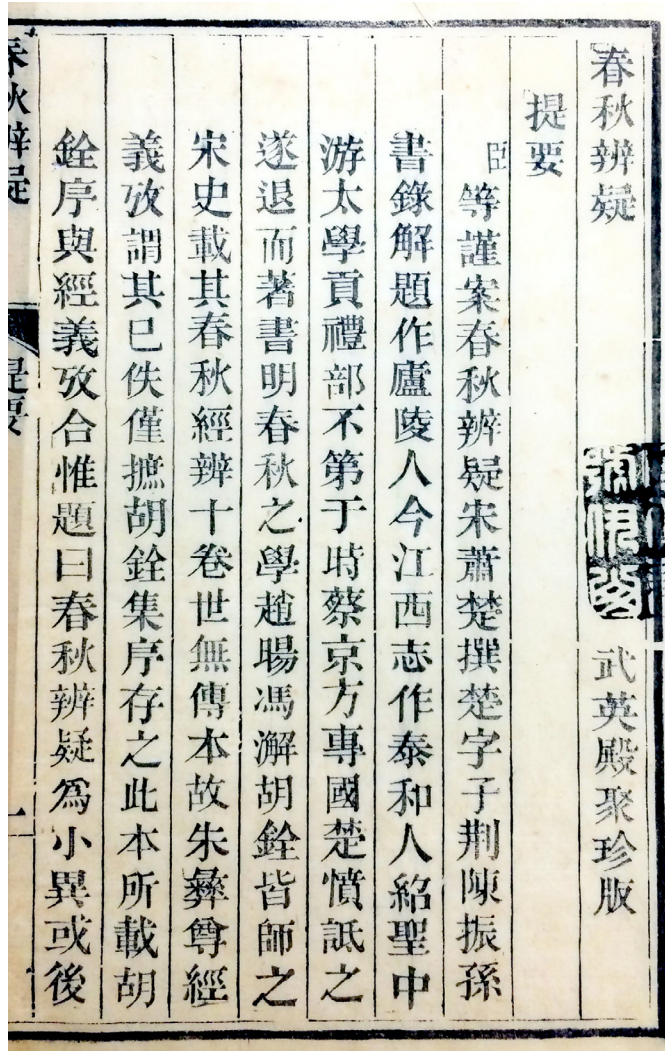 春秋辨疑 武英殿聚珍版
提要
臣等謹案春秋辨疑宋蕭楚撰楚字子荆陳振孫
書錄解題作廬陵人今江西志作泰和人紹聖中
游太學貢禮部不第于時蔡京方專國楚憤詆之
遂退而著書明春秋之學趙暘馮澥胡銓皆師之
宋史載其春秋經辨十卷世無傳本故朱彝尊經
義攷謂其已佚僅摭胡銓集序存之此本所載胡
銓序與經義攷合惟題曰春秋辨疑爲小異或後
春秋辨疑 提要 一